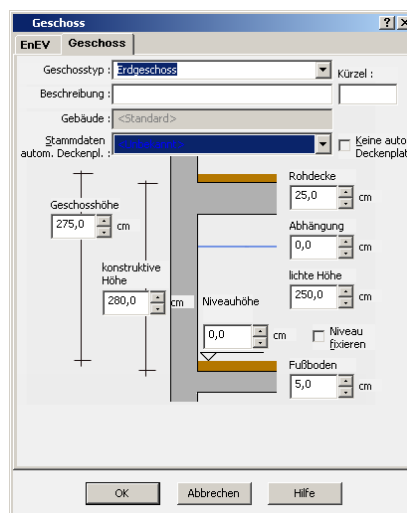 Geschoss
EnEV Geschoss
Geschosstyp : Erdgeschoss Kürzel :
Beschreibung :
Gebäude : <Standard>
Stammdaten
autom. Deckenpl. :
Keine auto
Deckenplat
Rohdecke
25,0 cm
Geschosshöhe
275,0 cm
Abhängung
0,0 cm
konstruktive
Höhe
280,0 cm
lichte Höhe
250,0 cm
Niveauhöhe
0,0 cm
Niveau
fixieren
Fußboden
5,0 cm
OK Abbrechen Hilfe